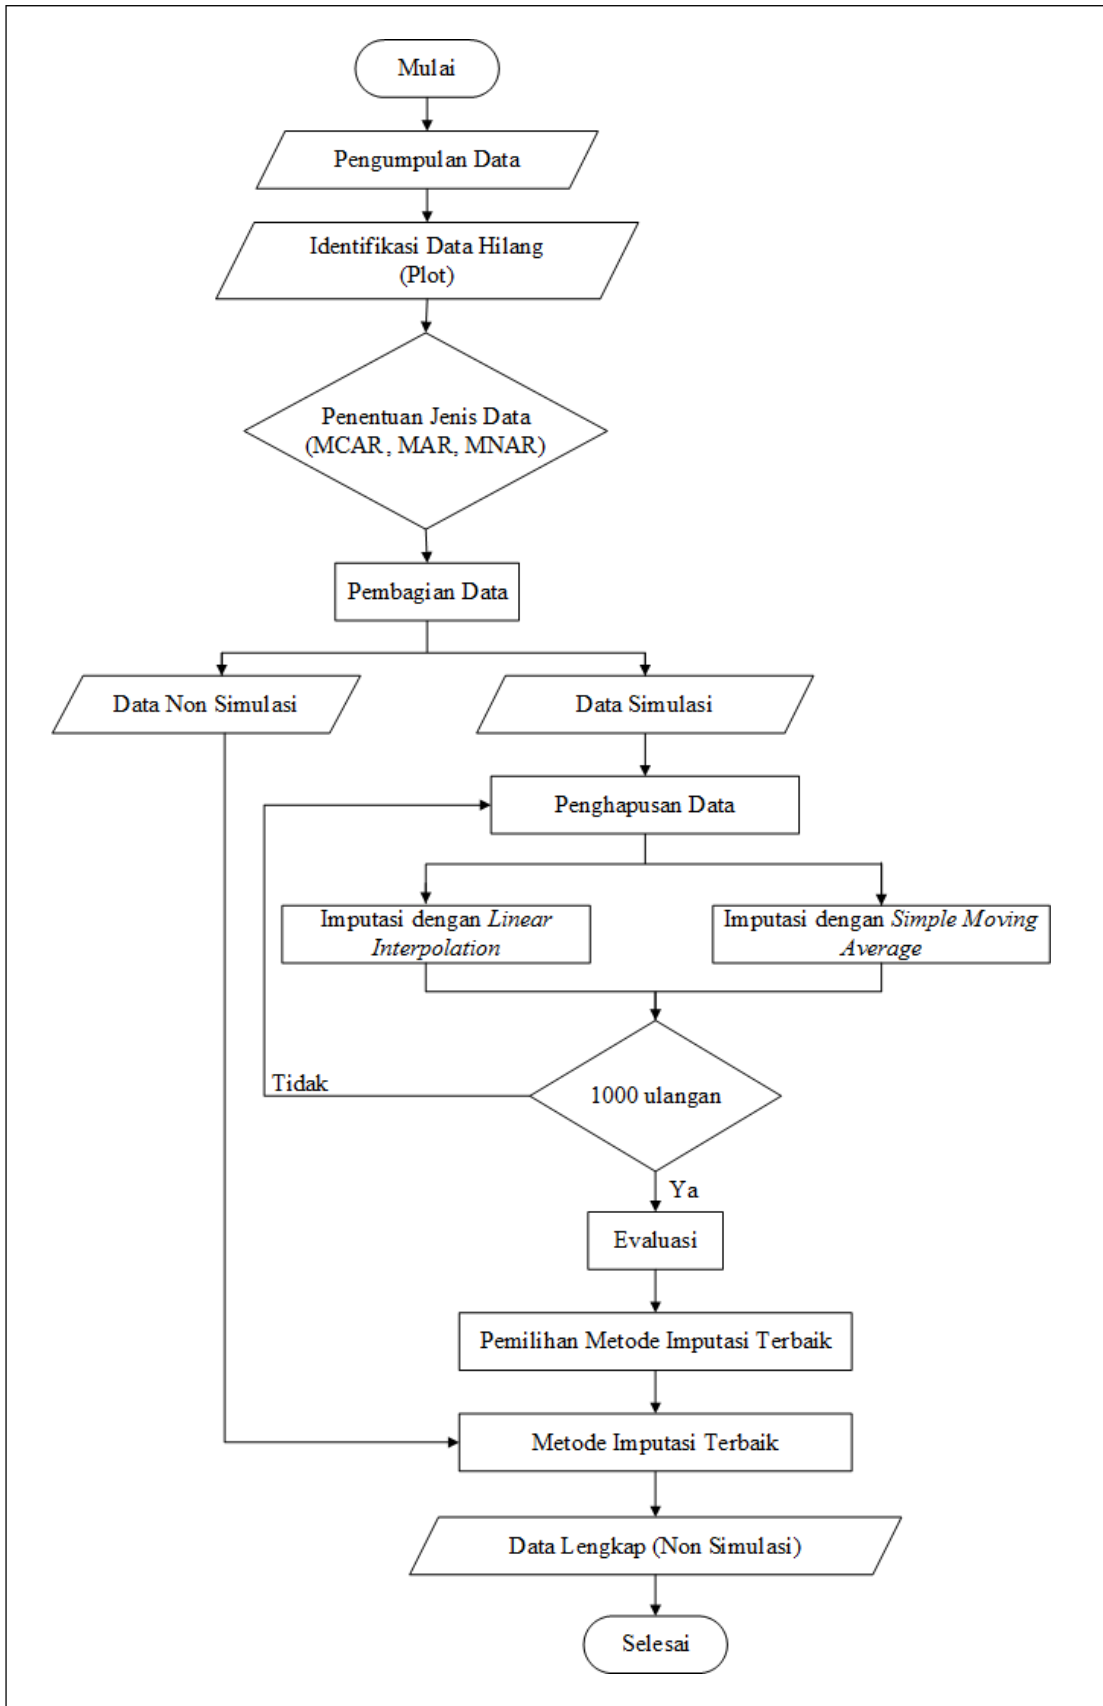 Mulai
Pengumpulan Data
Identifikasi Data Hilang
(Plot)
Penentuan Jenis Data
(MCAR, MAR, MNAR)
Pembagian Data
Data Non Simulasi
Data Simulasi
Penghapusan Data
Imputasi dengan Linear
Interpolation
Imputasi dengan Simple Moving
Average
Tidak
1000 ulangan
Ya
Evaluasi
Pemilihan Metode Imputasi Terbaik
Metode Imputasi Terbaik
Data Lengkap (Non Simulasi)
Selesai